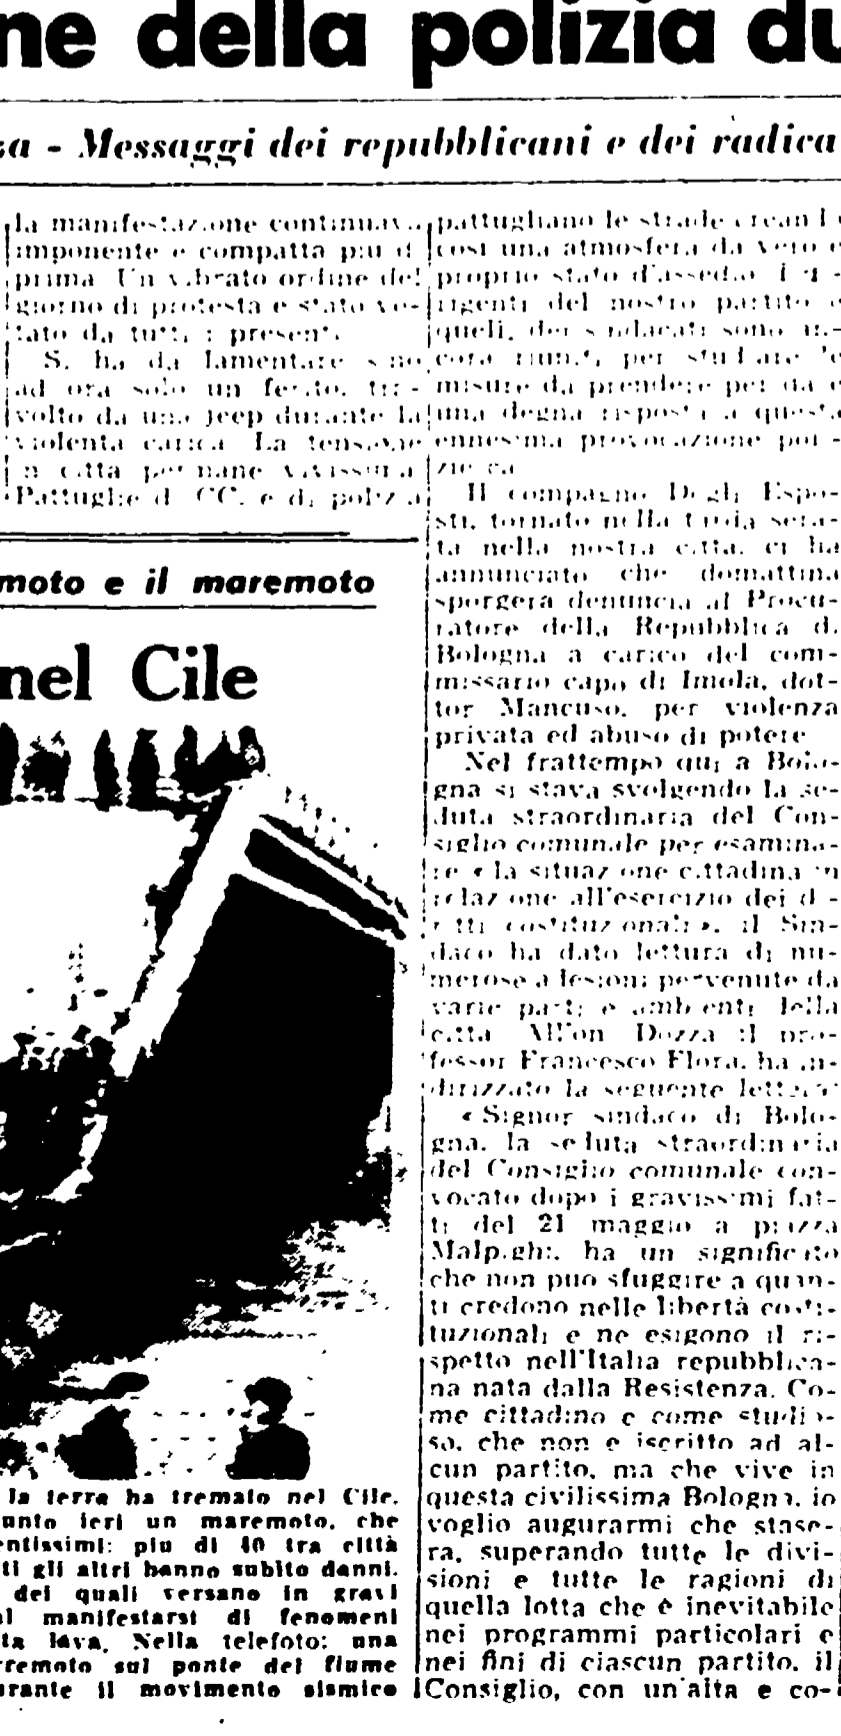 ne della polizia du
za - Messaggi dei repubblicani e dei radica
la manifestazione continuava
imponente e compatta più di
prima Un vibrato ordine del
giorno di protesta è stato vo-
tato da tutti i presenti
Si ha da lamentare sino
ad ora solo un ferito, tra-
volto da una jeep durante la
violenta carica La tensione
in città permane vivissima
Pattuglie di CC. e di polizia
moto e il maremoto
nel Cile
la terra ha tremato nel Cile.
unto ieri un maremoto, che
entissimi: più di 40 tra città
ti gli altri hanno subìto danni.
dei quali versano in gravi
al manifestarsi di fenomeni
ta lava. Nella telefoto: una
rremoto sul ponte del fiume
urante il movimento sismico
pattugliano le strade creando
così una atmosfera da vero e
proprio stato d'assedio. I di-
rigenti del nostro partito e
quelli dei sindacati sono an-
cora riuniti per studiare le
misure da prendere per dare
una degna risposta a questa
ennesima provocazione poli-
ziesca
Il compagno Degli Espo-
sti, tornato nella tarda sera-
ta nella nostra città, ci ha
annunciato che domattina
sporgerà denuncia al Procu-
ratore della Repubblica di
Bologna a carico del com-
missario capo di Imola, dot-
tor Mancuso, per violenza
privata ed abuso di potere
Nel frattempo qui a Bolo-
gna si stava svolgendo la se-
duta straordinaria del Con-
siglio comunale per esamina-
re « la situazione cittadina in
relazione all'esercizio dei di-
ritti costituzionali ». il Sin-
daco ha dato lettura di nu-
merose adesioni pervenute da
varie parti e ambienti della
città All'on Dozza il pro-
fessor Francesco Flora, ha in-
dirizzato la seguente lettera:
« Signor sindaco di Bolo-
gna, la seduta straordinaria
del Consiglio comunale con-
vocato dopo i gravissimi fat-
ti del 21 maggio a piazza
Malpighi, ha un significato
che non può sfuggire a quan-
ti credono nelle libertà costi-
tuzionali e ne esigono il ri-
spetto nell'Italia repubblica-
na nata dalla Resistenza. Co-
me cittadino e come studio-
so, che non è iscritto ad al-
cun partito, ma che vive in
questa civilissima Bologna, io
voglio augurarmi che stase-
ra, superando tutte le divi-
sioni e tutte le ragioni di
quella lotta che è inevitabile
nei programmi particolari e
nei fini di ciascun partito, il
Consiglio, con un'alta e co-